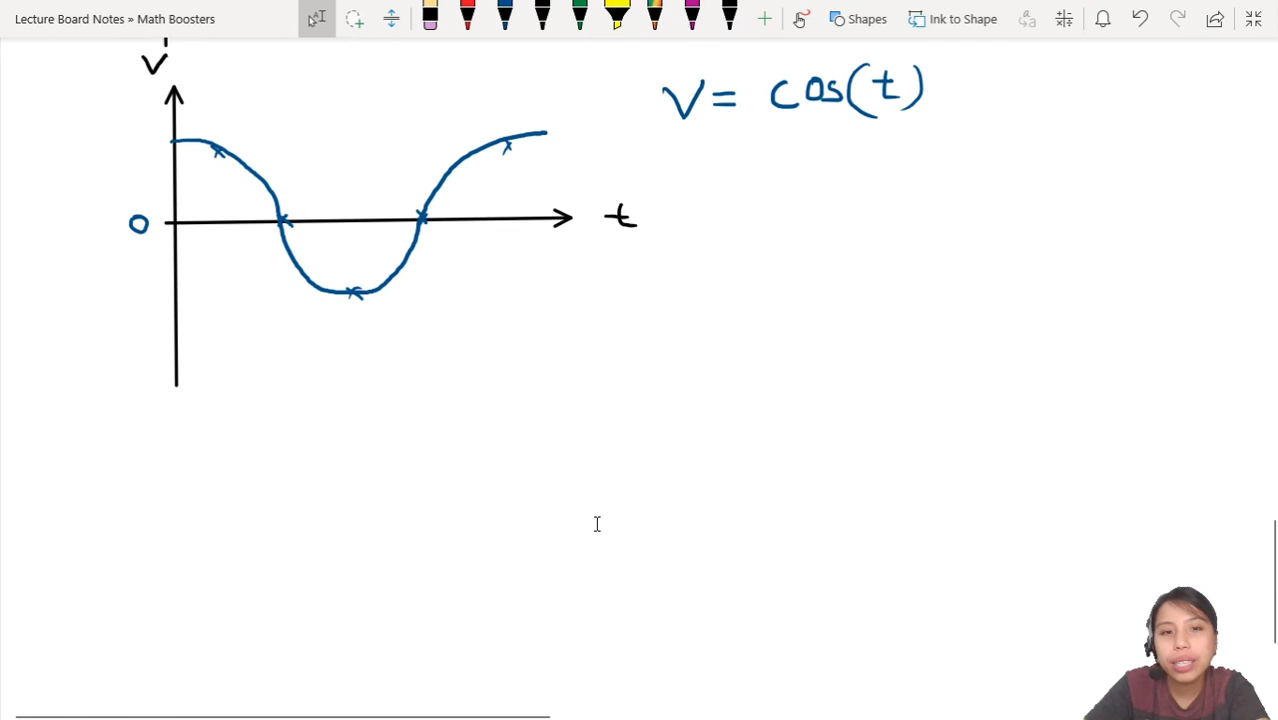 Lecture Board Notes » Math Boosters
Shapes
Ink to Shape
V
V = cos(t)
0
t